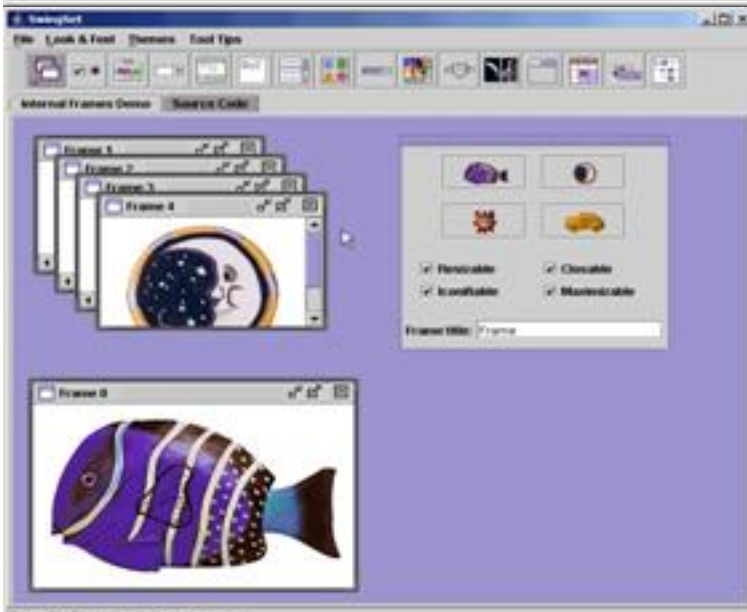 SwingSet
File Look & Feel Themes Tool Tips
Internal Frames Demo Source Code
Frame 1
Frame 2
Frame 3
Frame 4
Resizable Closable
Iconifiable Maximizable
Frame title: Frame
Frame 0